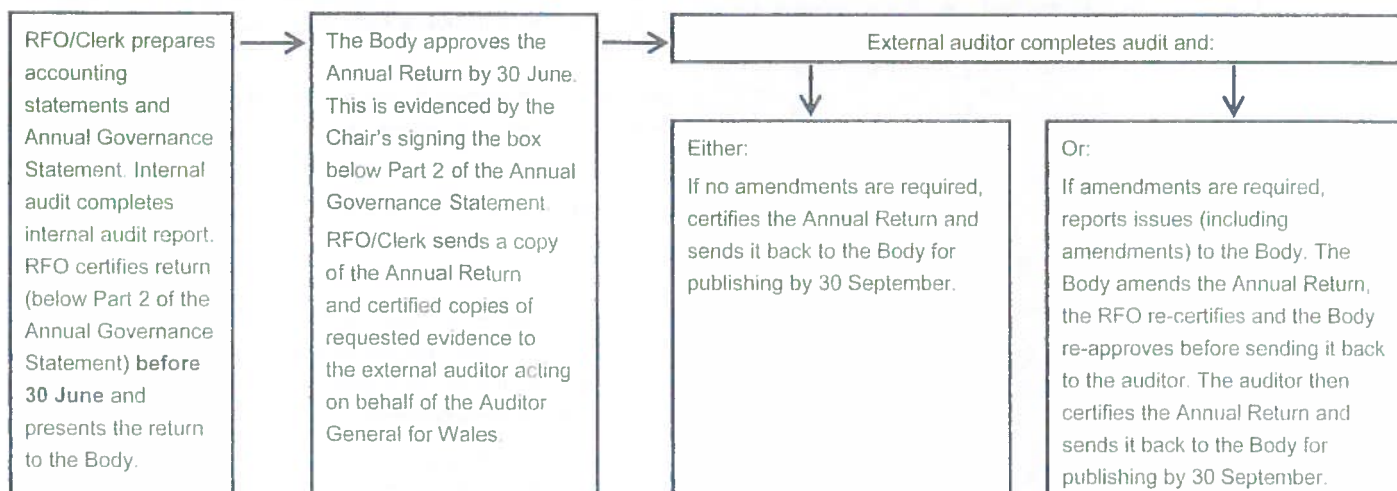 RFO/Clerk prepares
accounting
statements and
Annual Governance
Statement. Internal
audit completes
internal audit report.
RFO certifies return
(below Part 2 of the
Annual Governance
Statement) before
30 June and
presents the return
to the Body.
The Body approves the
Annual Return by 30 June.
This is evidenced by the
Chair's signing the box
below Part 2 of the Annual
Governance Statement.
RFO/Clerk sends a copy
of the Annual Return
and certified copies of
requested evidence to
the external auditor acting
on behalf of the Auditor
General for Wales.
External auditor completes audit and:
Either:
If no amendments are required,
certifies the Annual Return and
sends it back to the Body for
publishing by 30 September.
Or:
If amendments are required,
reports issues (including
amendments) to the Body. The
Body amends the Annual Return,
the RFO re-certifies and the Body
re-approves before sending it back
to the auditor. The auditor then
certifies the Annual Return and
sends it back to the Body for
publishing by 30 September.